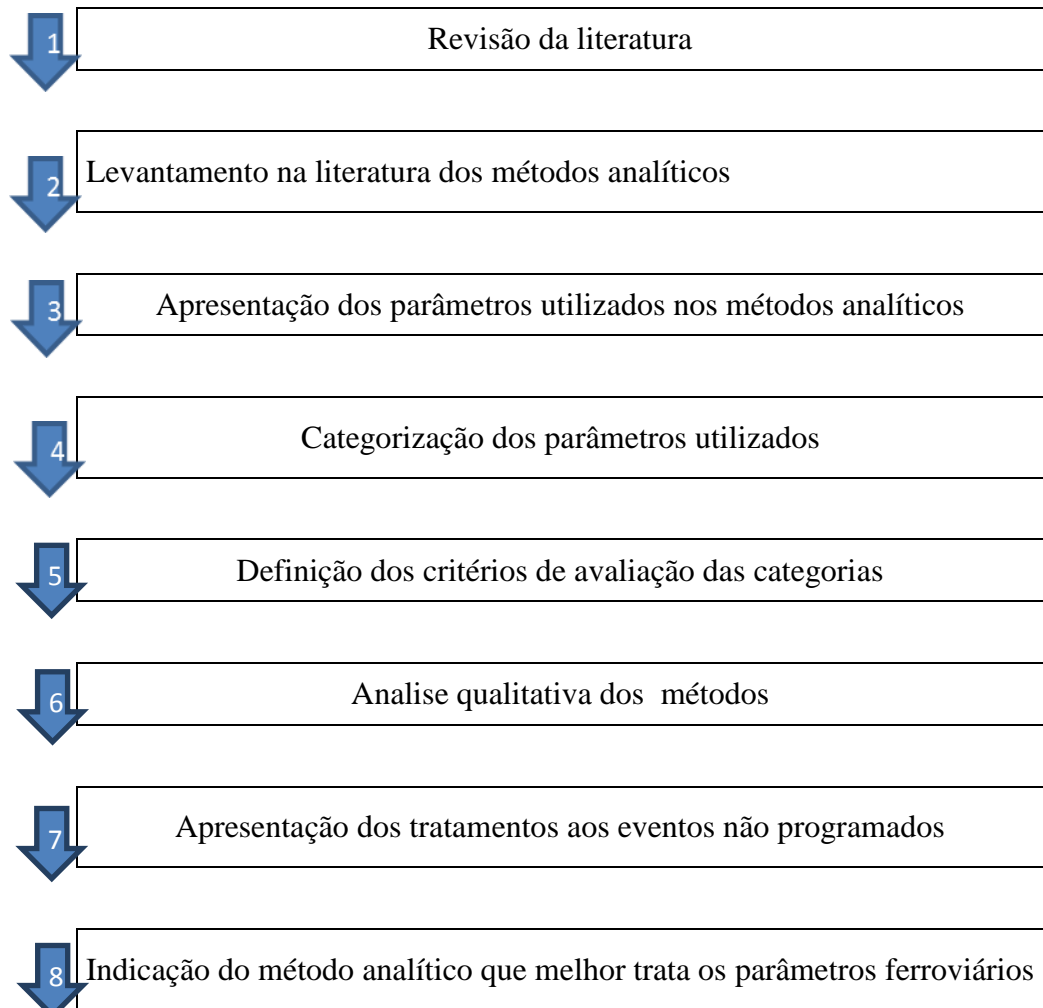 1 Revisão da literatura
2 Levantamento na literatura dos métodos analíticos
3 Apresentação dos parâmetros utilizados nos métodos analíticos
4 Categorização dos parâmetros utilizados
5 Definição dos critérios de avaliação das categorias
6 Analise qualitativa dos métodos
7 Apresentação dos tratamentos aos eventos não programados
8 Indicação do método analítico que melhor trata os parâmetros ferroviários